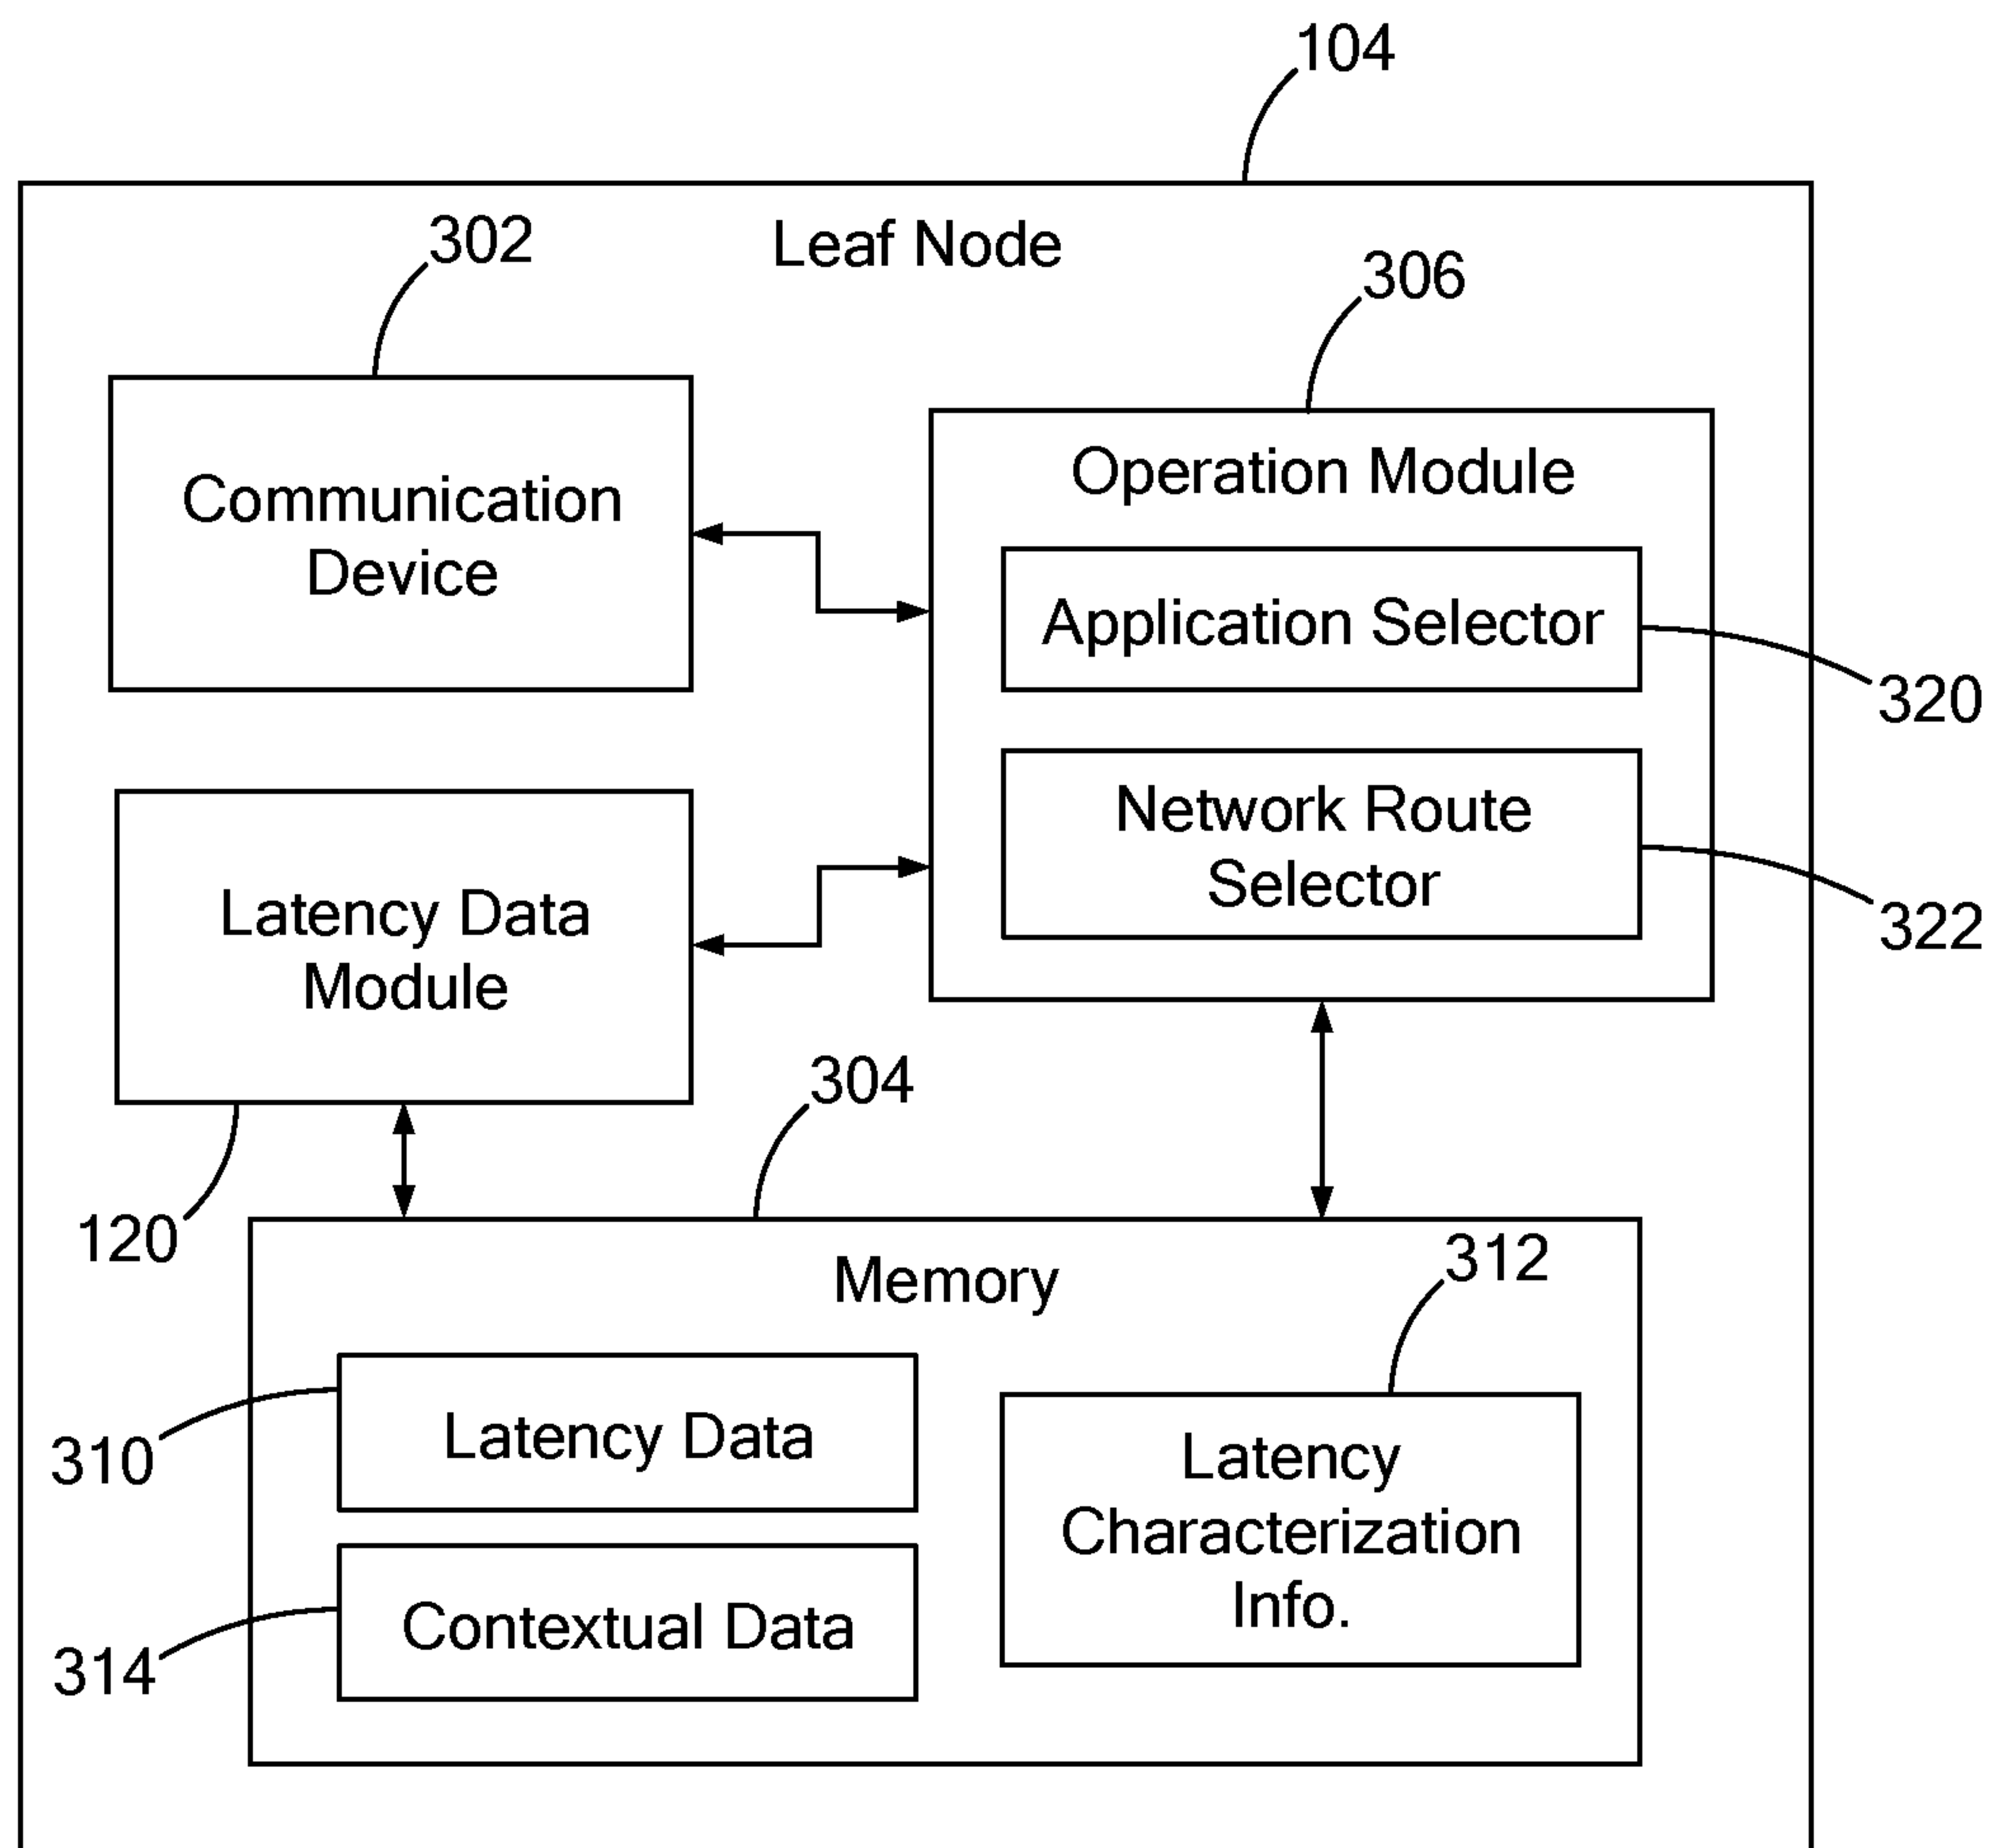 104
Leaf Node
302
306
Communication
Device
Operation Module
Application Selector
320
Network Route
Selector
322
Latency Data
Module
120
304
Memory
312
310
Latency Data
Latency
Characterization
Info.
314
Contextual Data